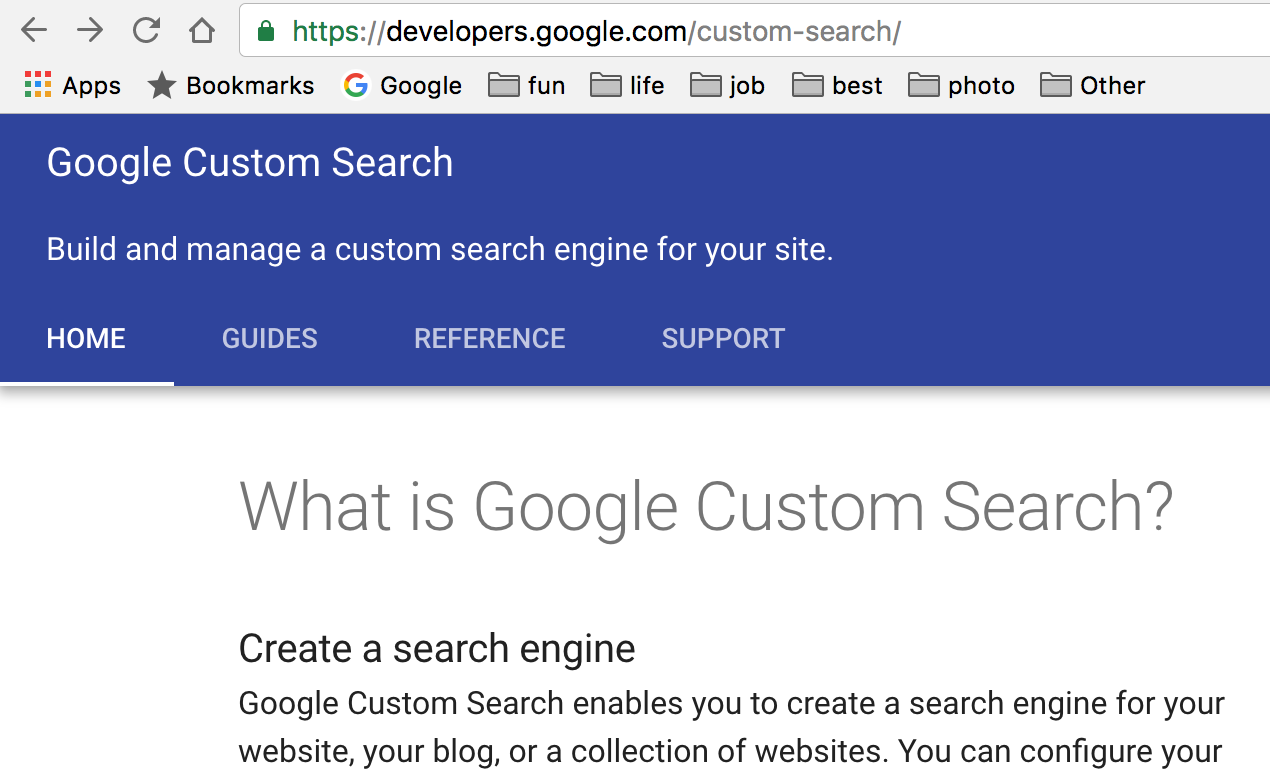 https://developers.google.com/custom-search/
Apps Bookmarks Google fun life job best photo Other
Google Custom Search
Build and manage a custom search engine for your site.
HOME GUIDES REFERENCE SUPPORT
What is Google Custom Search?
Create a search engine
Google Custom Search enables you to create a search engine for your
website, your blog, or a collection of websites. You can configure your